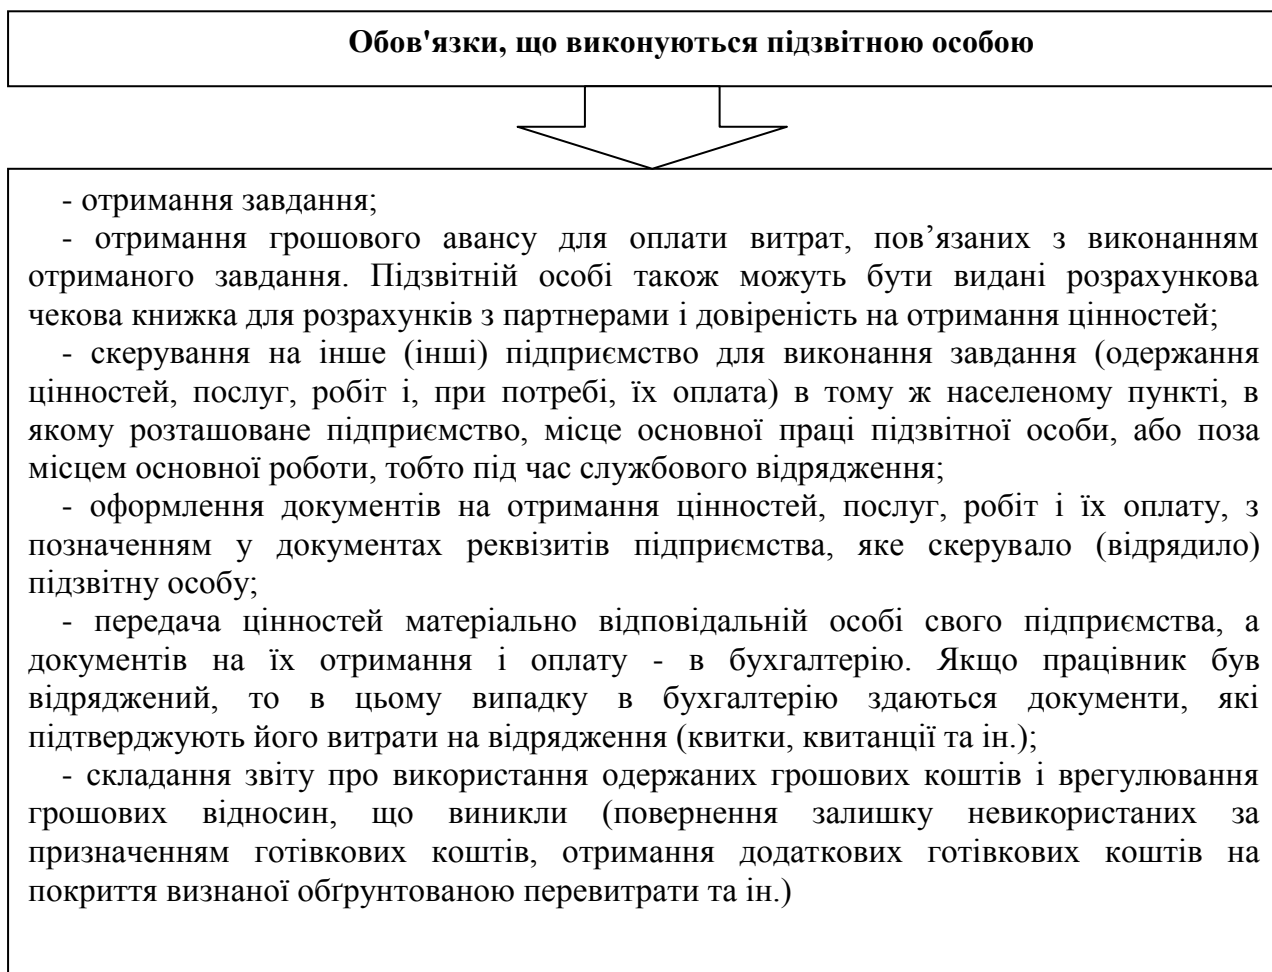 Обов'язки, що виконуються підзвітною особою
- отримання завдання;
- отримання грошового авансу для оплати витрат, пов’язаних з виконанням
отриманого завдання. Підзвітній особі також можуть бути видані розрахункова
чекова книжка для розрахунків з партнерами і довіреність на отримання цінностей;
- скерування на інше (інші) підприємство для виконання завдання (одержання
цінностей, послуг, робіт і, при потребі, їх оплата) в тому ж населеному пункті, в
якому розташоване підприємство, місце основної праці підзвітної особи, або поза
місцем основної роботи, тобто під час службового відрядження;
- оформлення документів на отримання цінностей, послуг, робіт і їх оплату, з
позначенням у документах реквізитів підприємства, яке скерувало (відрядило)
підзвітну особу;
- передача цінностей матеріально відповідальній особі свого підприємства, а
документів на їх отримання і оплату - в бухгалтерію. Якщо працівник був
відряджений, то в цьому випадку в бухгалтерію здаються документи, які
підтверджують його витрати на відрядження (квитки, квитанції та ін.);
- складання звіту про використання одержаних грошових коштів і врегулювання
грошових відносин, що виникли (повернення залишку невикористаних за
призначенням готівкових коштів, отримання додаткових готівкових коштів на
покриття визнаної обґрунтованою перевитрати та ін.)